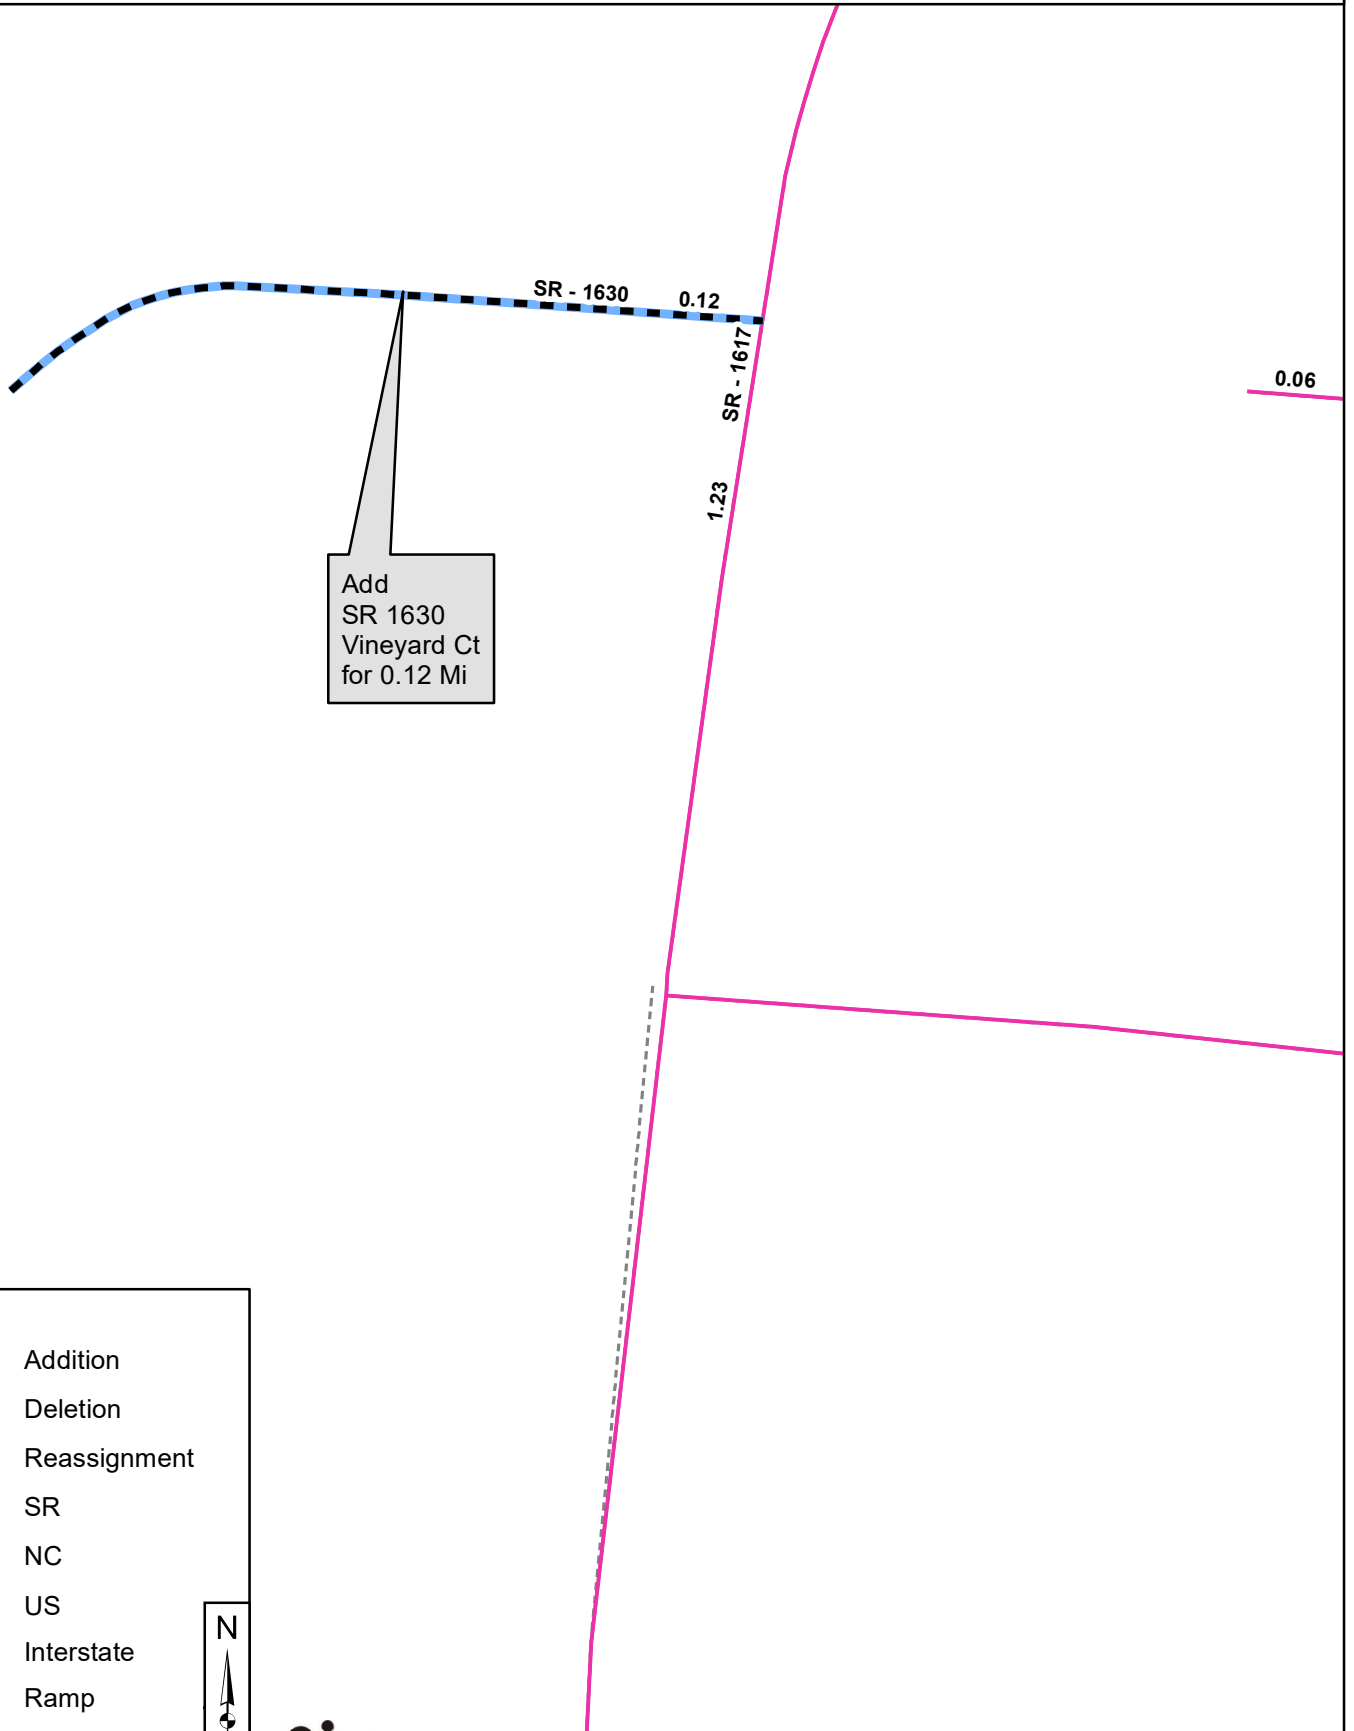 SR - 1630
0.12
SR - 1617
0.06
1.23
Add
SR 1630
Vineyard Ct
for 0.12 Mi
Addition
Deletion
Reassignment
SR
NC
US
N
Interstate
Ramp